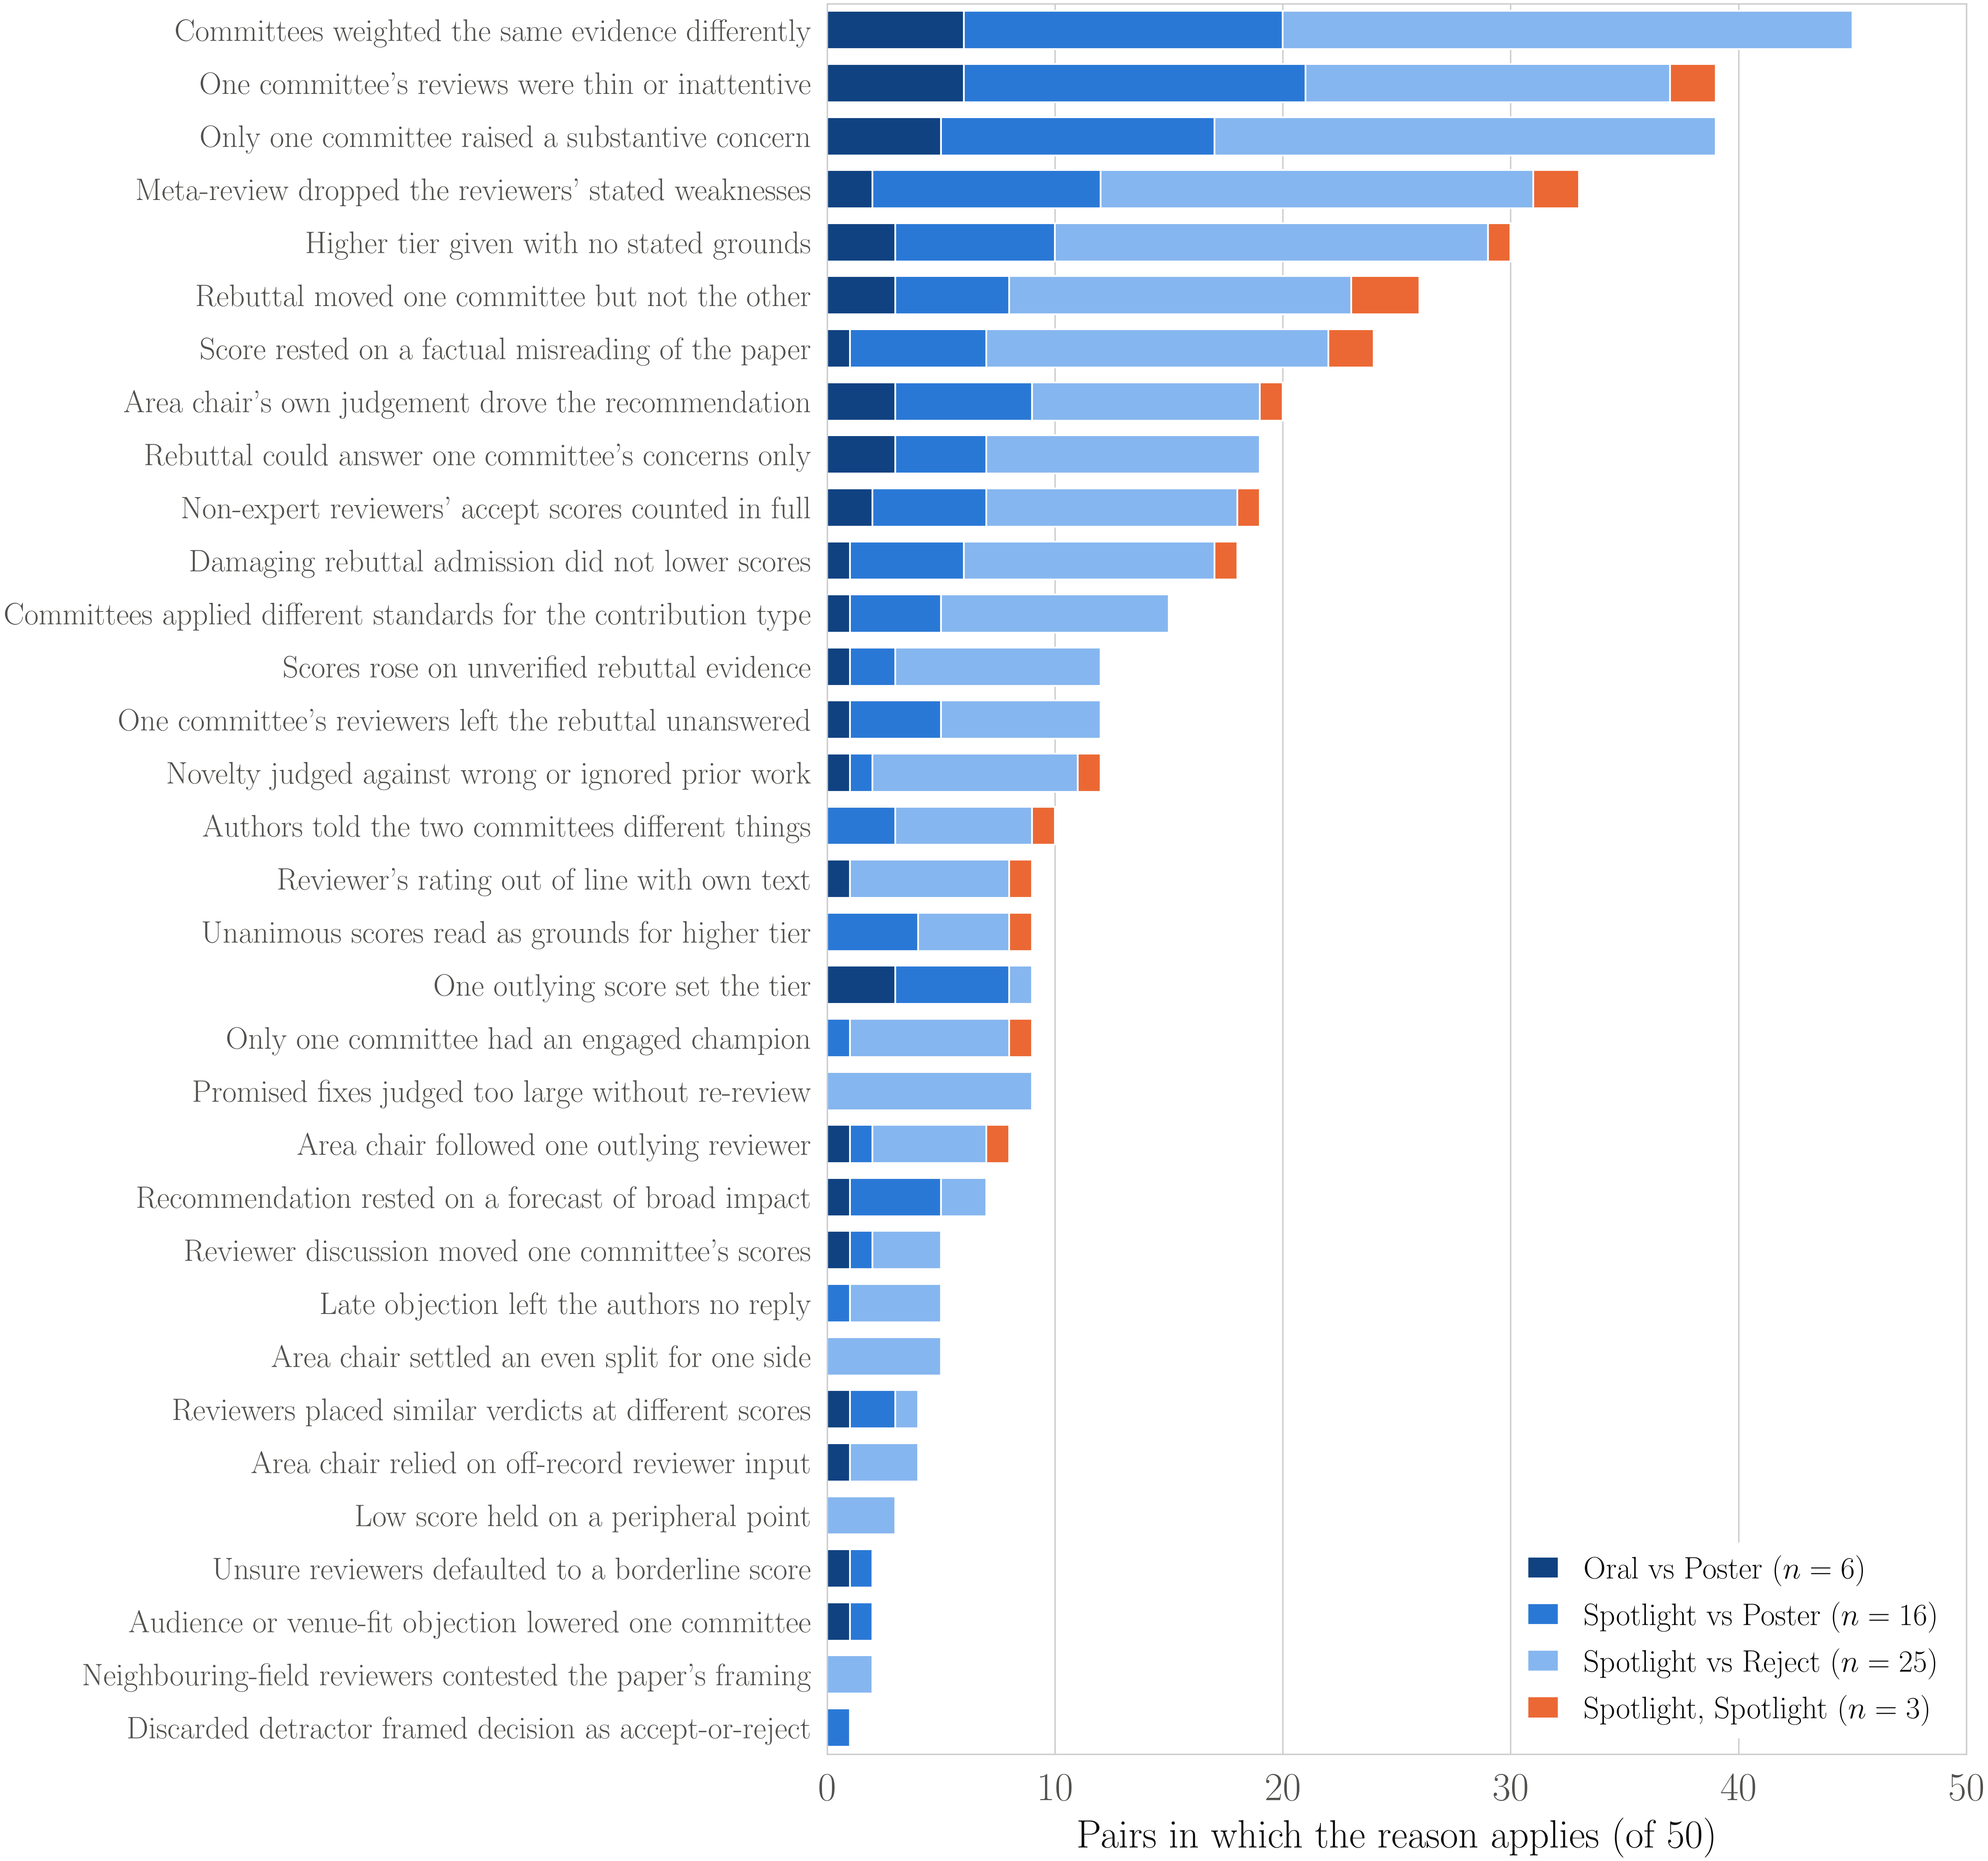 Committees weighted the same evidence differently
One committee's reviews were thin or inattentive
Only one committee raised a substantive concern
Meta-review dropped the reviewers' stated weaknesses
Higher tier given with no stated grounds
Rebuttal moved one committee but not the other
Score rested on a factual misreading of the paper
Area chair's own judgement drove the recommendation
Rebuttal could answer one committee's concerns only
Non-expert reviewers' accept scores counted in full
Damaging rebuttal admission did not lower scores
Committees applied different standards for the contribution type
Scores rose on unverified rebuttal evidence
One committee's reviewers left the rebuttal unanswered
Novelty judged against wrong or ignored prior work
Authors told the two committees different things
Reviewer's rating out of line with own text
Unanimous scores read as grounds for higher tier
One outlying score set the tier
Only one committee had an engaged champion
Promised fixes judged too large without re-review
Area chair followed one outlying reviewer
Recommendation rested on a forecast of broad impact
Reviewer discussion moved one committee's scores
Late objection left the authors no reply
Area chair settled an even split for one side
Reviewers placed similar verdicts at different scores
Area chair relied on off-record reviewer input
Low score held on a peripheral point
Unsure reviewers defaulted to a borderline score
Audience or venue-fit objection lowered one committee
Neighbouring-field reviewers contested the paper's framing
Discarded detractor framed decision as accept-or-reject
Oral vs Poster (n = 6)
Spotlight vs Poster (n = 16)
Spotlight vs Reject (n = 25)
Spotlight, Spotlight (n = 3)
0 10 20 30 40 50
Pairs in which the reason applies (of 50)